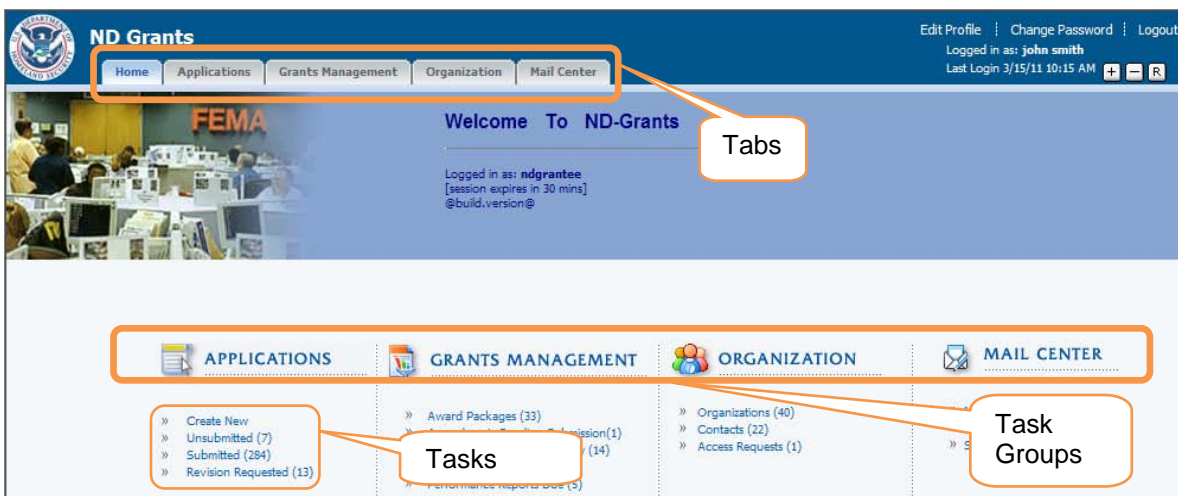 ND Grants
Edit Profile | Change Password | Logout
Logged in as: john smith
Last Login 3/15/11 10:15 AM + - R
Home Applications Grants Management Organization Mail Center
FEMA
Welcome To ND-Grants
Tabs
Logged in as: ndgrantee
[session expires in 30 mins]
@build.version@
APPLICATIONS
GRANTS MANAGEMENT
ORGANIZATION
MAIL CENTER
» Create New
» Unsubmitted (7)
» Submitted (284)
» Revision Requested (13)
Tasks
» Award Packages (33)
(1)
(14)
(5)
» Organizations (40)
» Contacts (22)
» Access Requests (1)
Task
Groups